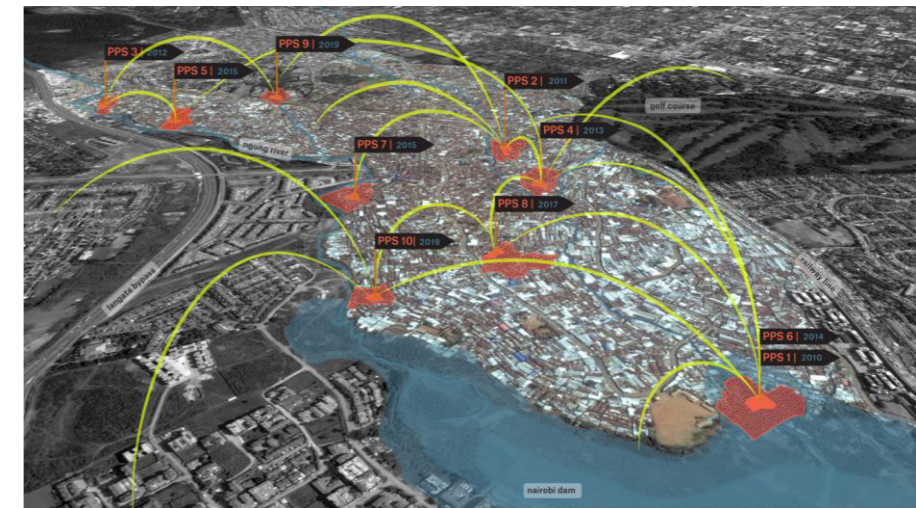 PPS 9 | 2019
PPS 3 | 2012
PPS 5 | 2015
PPS 2 | 2011
golf course
PPS 4 | 2013
ngong river
PPS 7 | 2015
PPS 8 | 2017
PPS 10| 2019
railway line
langata bypass
PPS 6 | 2014
PPS 1 | 2010
nairobi dam